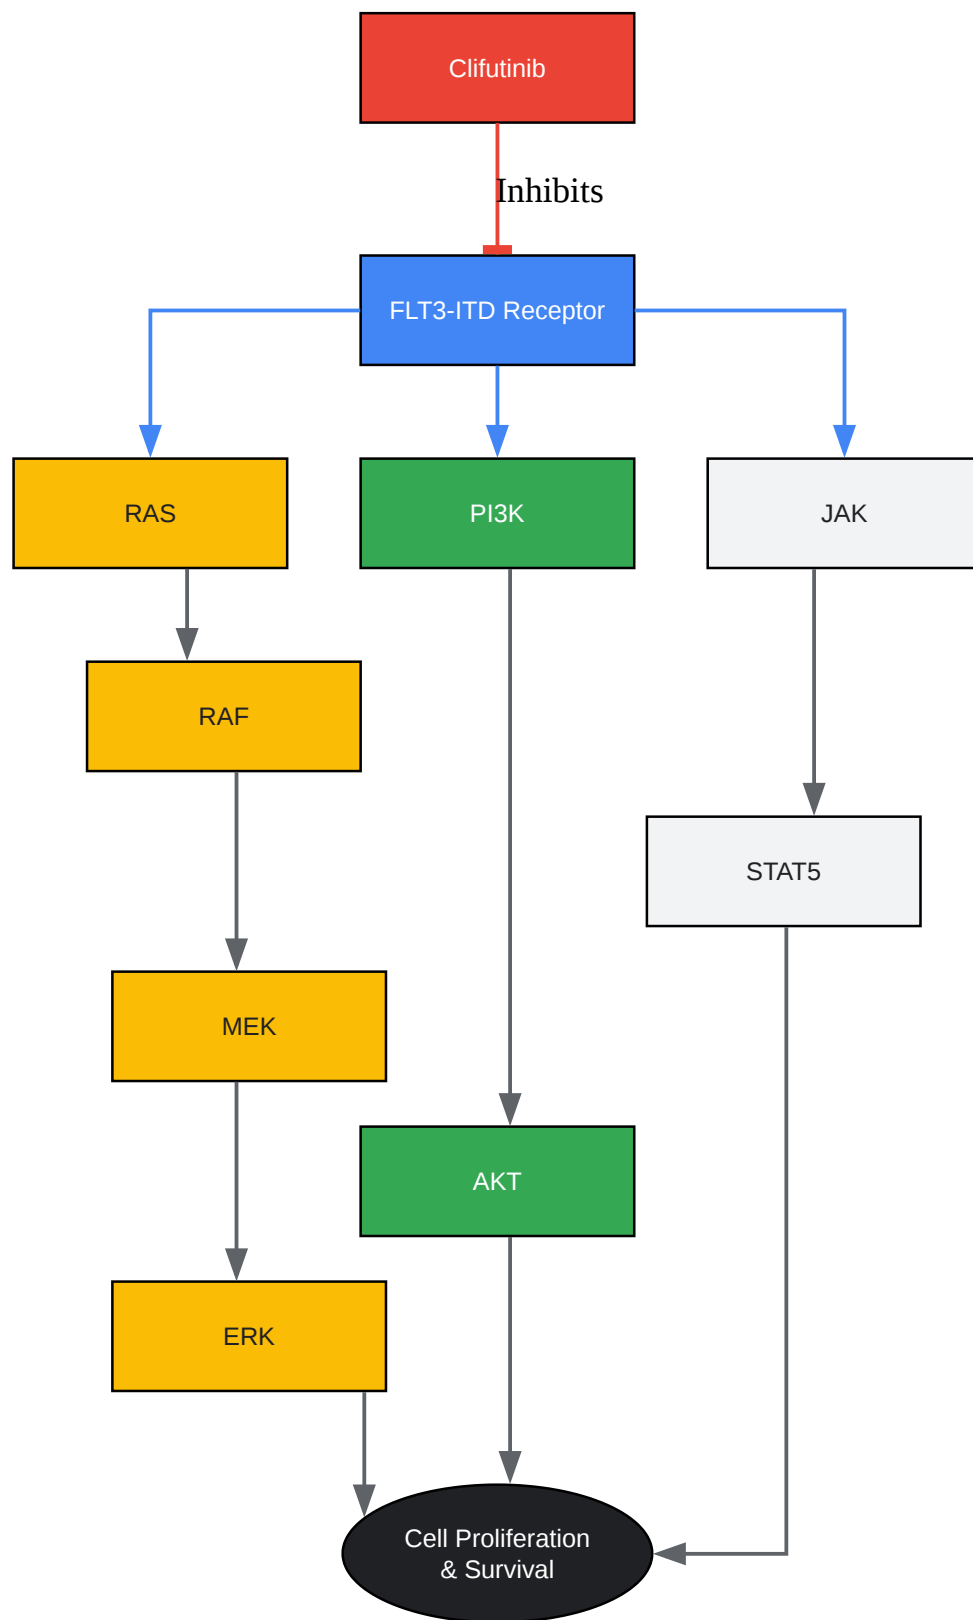 Clifutinib
Inhibits
FLT3-ITD Receptor
RAS
PI3K
JAK
RAF
STAT5
MEK
AKT
ERK
Cell Proliferation
& Survival